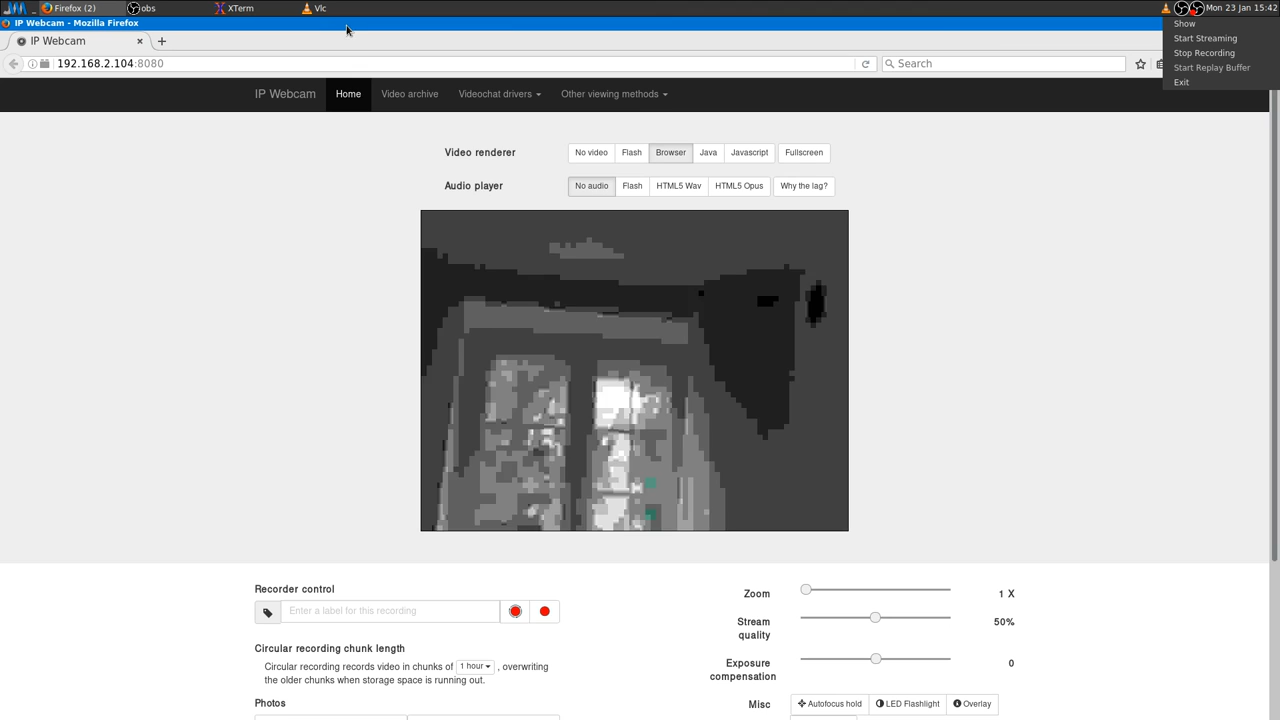 Firefox (2) obs XTerm Vlc Mon 23 Jan 15:42
IP Webcam - Mozilla Firefox
Show
Start Streaming
Stop Recording
Start Replay Buffer
Exit
IP Webcam
192.168.2.104:8080
Search
IP Webcam Home Video archive Videochat drivers Other viewing methods
Video renderer No video Flash Browser Java Javascript Fullscreen
Audio player No audio Flash HTML5 Wav HTML5 Opus Why the lag?
Recorder control
Enter a label for this recording
Circular recording chunk length
Circular recording records video in chunks of 1 hour , overwriting
the older chunks when storage space is running out.
Photos
Zoom 1 X
Stream
quality 50%
Exposure
compensation 0
Misc Autofocus hold LED Flashlight Overlay